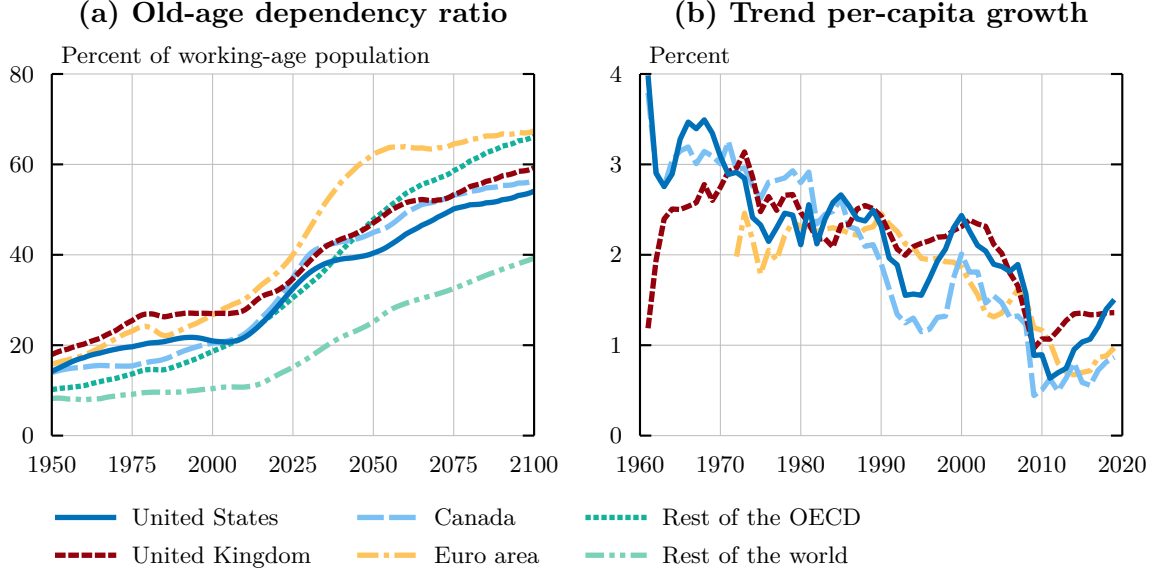 (a) Old-age dependency ratio
Percent of working-age population
80
60
40
20
0
1950 1975 2000 2025 2050 2075 2100
(b) Trend per-capita growth
Percent
4
3
2
1
0
1960 1970 1980 1990 2000 2010 2020
United States Canada Rest of the OECD
United Kingdom Euro area Rest of the world